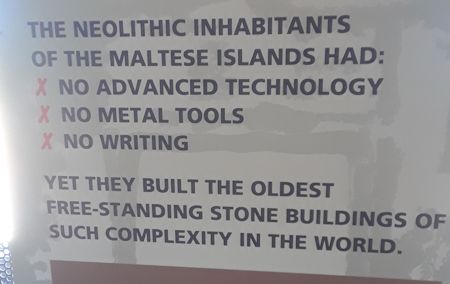 THE NEOLITHIC INHABITANTS
OF THE MALTESE ISLANDS HAD:
✗ NO ADVANCED TECHNOLOGY
✗ NO METAL TOOLS
✗ NO WRITING
YET THEY BUILT THE OLDEST
FREE-STANDING STONE BUILDINGS OF
SUCH COMPLEXITY IN THE WORLD.